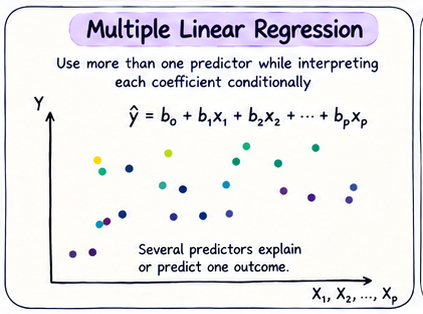 Multiple Linear Regression
Use more than one predictor while interpreting
each coefficient conditionally
Y
ŷ = b₀ + b₁x₁ + b₂x₂ + ··· + bₚxₚ
Several predictors explain
or predict one outcome.
X₁, X₂, ..., Xₚ